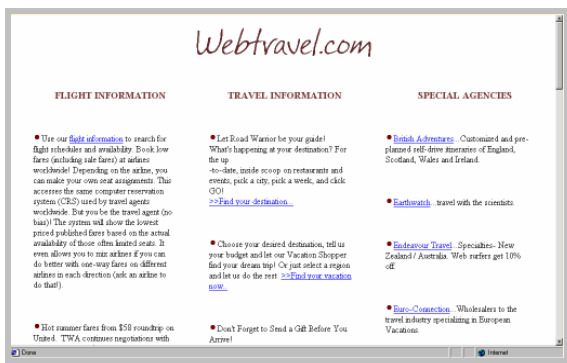 Webtravel.com
FLIGHT INFORMATION
Use our flight information to search for
flight schedules and availability. Book low
fares (including sale fares) at airlines
worldwide! Depending on the airline, you
can make your own seat assignments. This
accesses the same computer reservation
system (CRS) used by travel agents
worldwide. But you be the travel agent (no
bias)! The system will show the lowest
priced published fares based on the actual
availability of those often limited seats. It
even allows you to mix airlines if you can
do better with one-way fares on different
airlines in each direction (ask an airline to
do that!).
Hot summer fares from $58 roundtrip on
United. TWA continues negotiations with
TRAVEL INFORMATION
Let Road Warrior be your guide!
What's happening at your destination? For
the up
-to-date, inside scoop on restaurants and
events, pick a city, pick a week, and click
GO!
>>Find your destination...
Choose your desired destination, tell us
your budget and let our Vacation Shopper
find your dream trip! Or just select a region
and let us do the rest. >>Find your vacation
now..
Don't Forget to Send a Gift Before You
Arrive!
SPECIAL AGENCIES
British Adventures...Customized and pre-
planned self-drive itineraries of England,
Scotland, Wales and Ireland.
Earthwatch...travel with the scientists.
Endeavour Travel...Specialties- New
Zealand / Australia. Web surfers get 10%
off.
Euro-Connection...Wholesalers to the
travel industry specializing in European
Vacations.
Done
Internet